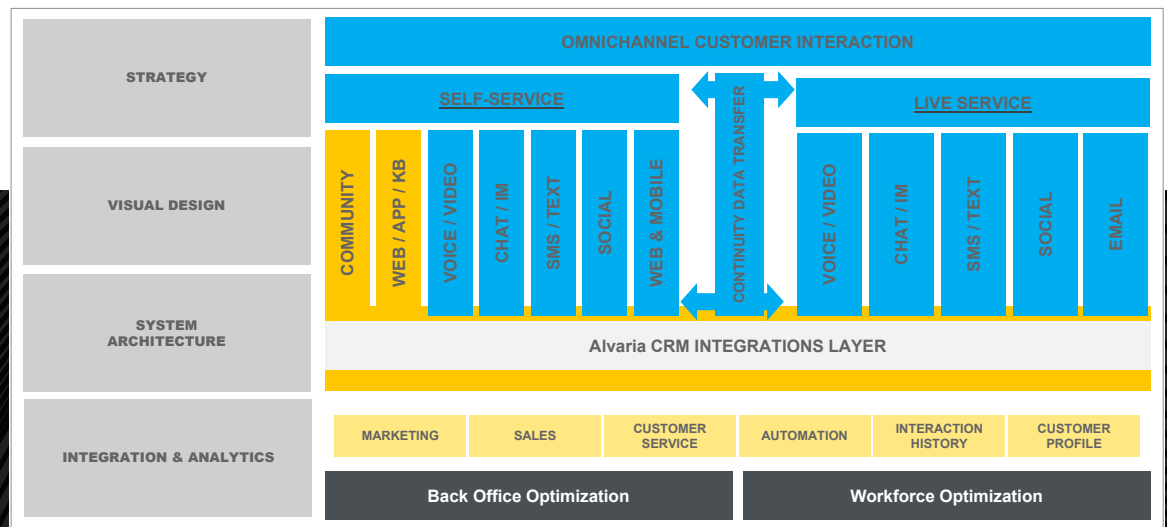 STRATEGY
VISUAL DESIGN
SYSTEM
ARCHITECTURE
INTEGRATION & ANALYTICS
OMNICHANNEL CUSTOMER INTERACTION
SELF-SERVICE
COMMUNITY
WEB / APP / KB
VOICE / VIDEO
CHAT / IM
SMS / TEXT
SOCIAL
WEB & MOBILE
CONTINUITY DATA TRANSFER
LIVE SERVICE
VOICE / VIDEO
CHAT / IM
SMS / TEXT
SOCIAL
EMAIL
Alvaria CRM INTEGRATIONS LAYER
MARKETING
SALES
CUSTOMER
SERVICE
AUTOMATION
INTERACTION
HISTORY
CUSTOMER
PROFILE
Back Office Optimization
Workforce Optimization